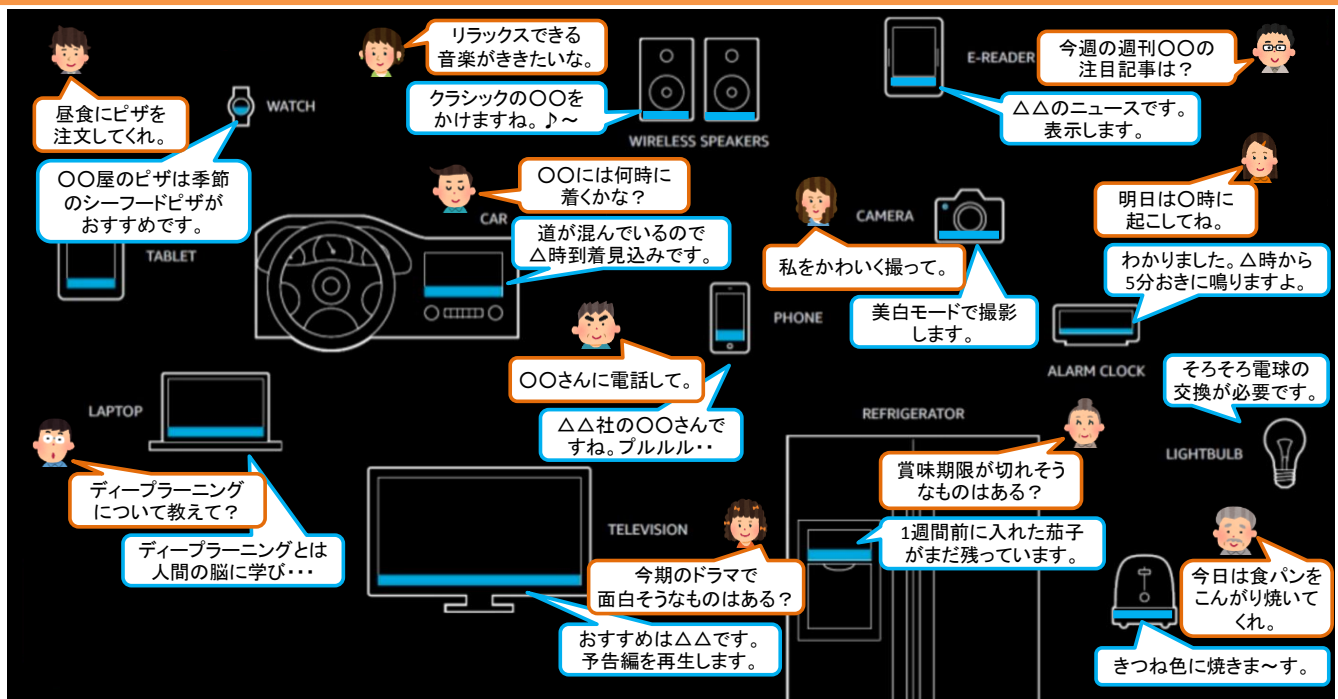 昼食にピザを
注文してくれ。
WATCH
〇〇屋のピザは季節
のシーフードピザが
おすすめです。
TABLET
リラックスできる
音楽がききたいな。
クラシックの〇〇を
かけますね。♪～
WIRELESS SPEAKERS
E-READER
今週の週刊〇〇の
注目記事は？
△△のニュースです。
表示します。
〇〇には何時に
着くかな？
CAR
道が混んでいるので
△時到着見込みです。
CAMERA
私をかわいく撮って。
美白モードで撮影
します。
明日は〇時に
起こしてね。
わかりました。△時から
5分おきに鳴りますよ。
ALARM CLOCK
PHONE
〇〇さんに電話して。
△△社の〇〇さんで
すね。プルルル・・
そろそろ電球の
交換が必要です。
LIGHTBULB
LAPTOP
ディープラーニング
について教えて？
ディープラーニングとは
人間の脳に学び・・・
TELEVISION
今期のドラマで
面白そうなものはある？
おすすめは△△です。
予告編を再生します。
REFRIGERATOR
賞味期限が切れそう
なものはある？
1週間前に入れた茄子
がまだ残っています。
今日は食パンを
こんがり焼いて
くれ。
きつね色に焼きま～す。